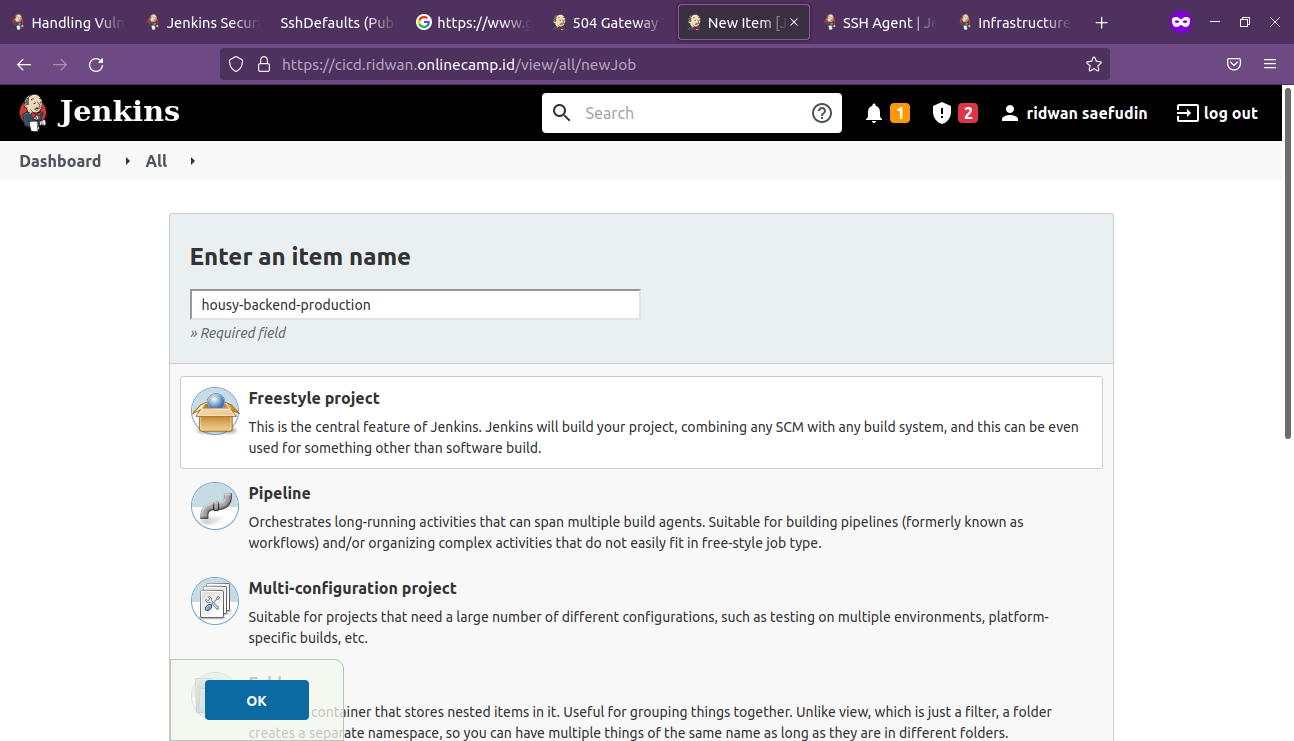 Handling Vuln
Jenkins Securi
SshDefaults (Pub
https://www.g
504 Gateway
New Item [J
SSH Agent | Je
Infrastructure
https://cicd.ridwan.onlinecamp.id/view/all/newJob
Jenkins
Search
1
2
ridwan saefudin
log out
Dashboard
All
Enter an item name
housy-backend-production
» Required field
Freestyle project
This is the central feature of Jenkins. Jenkins will build your project, combining any SCM with any build system, and this can be even
used for something other than software build.
Pipeline
Orchestrates long-running activities that can span multiple build agents. Suitable for building pipelines (formerly known as
workflows) and/or organizing complex activities that do not easily fit in free-style job type.
Multi-configuration project
Suitable for projects that need a large number of different configurations, such as testing on multiple environments, platform-
specific builds, etc.
OK
container that stores nested items in it. Useful for grouping things together. Unlike view, which is just a filter, a folder
creates a separate namespace, so you can have multiple things of the same name as long as they are in different folders.